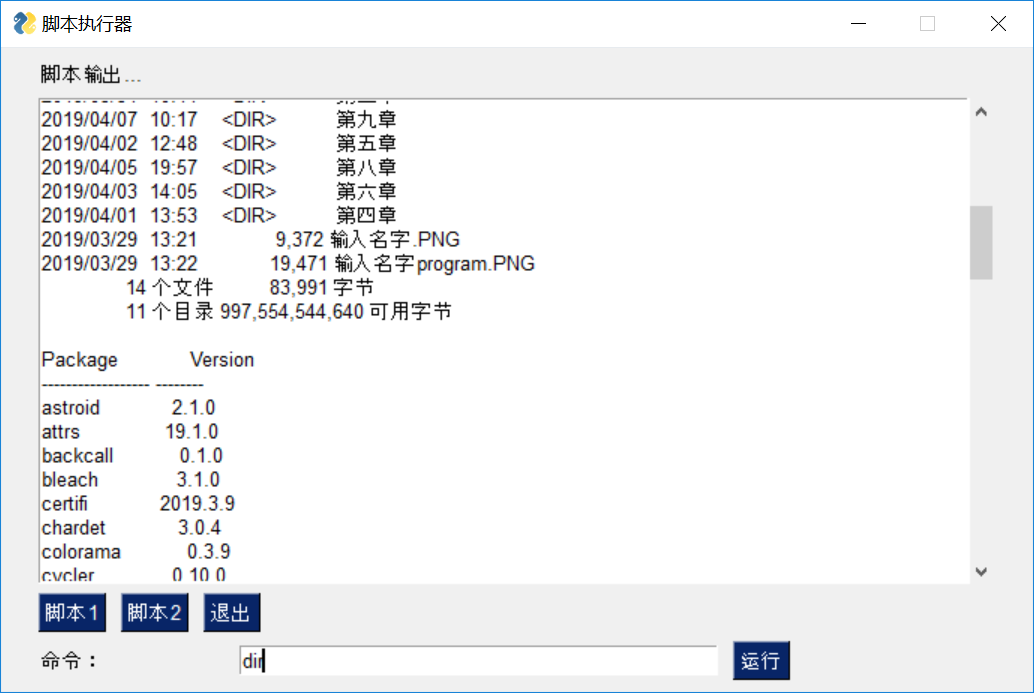 脚本执行器
脚本输出...
2019/04/07 10:17 <DIR> 第九章
2019/04/02 12:48 <DIR> 第五章
2019/04/05 19:57 <DIR> 第八章
2019/04/03 14:05 <DIR> 第六章
2019/04/01 13:53 <DIR> 第四章
2019/03/29 13:21 9,372 输入名字.PNG
2019/03/29 13:22 19,471 输入名字program.PNG
14 个文件 83,991 字节
11 个目录 997,554,544,640 可用字节
Package Version
------------------ --------
astroid 2.1.0
attrs 19.1.0
backcall 0.1.0
bleach 3.1.0
certifi 2019.3.9
chardet 3.0.4
colorama 0.3.9
cycler 0.10.0
脚本1 脚本2 退出
命令： dir 运行